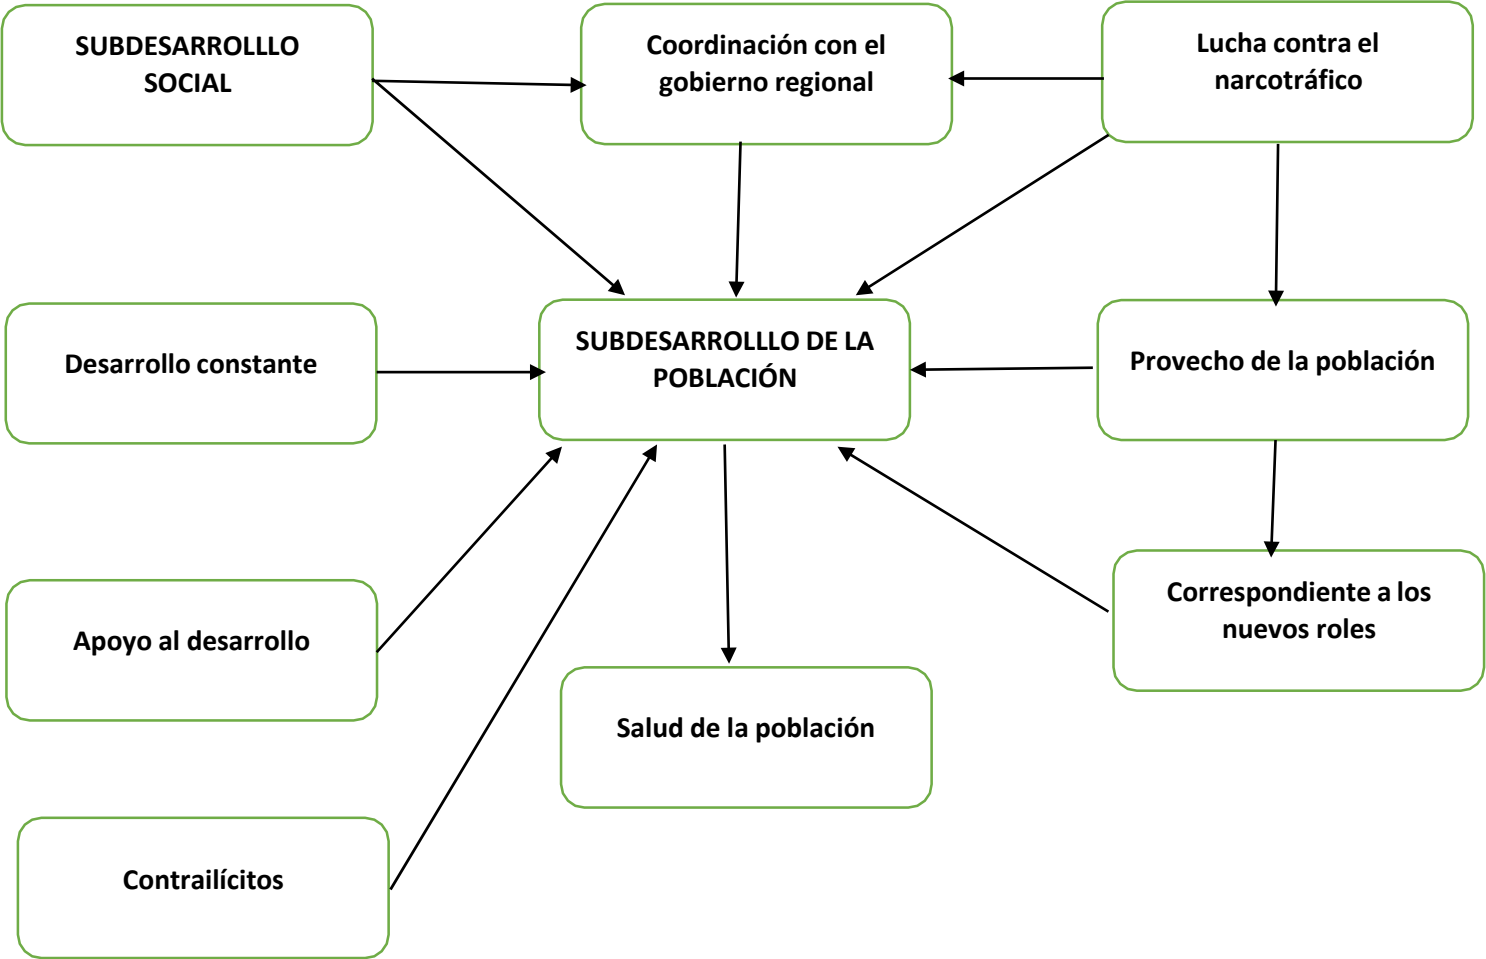 SUBDESARROLLLO
SOCIAL
Coordinación con el
gobierno regional
Lucha contra el
narcotráfico
Desarrollo constante
SUBDESARROLLLO DE LA
POBLACIÓN
Provecho de la población
Apoyo al desarrollo
Correspondiente a los
nuevos roles
Salud de la población
Contrailícitos